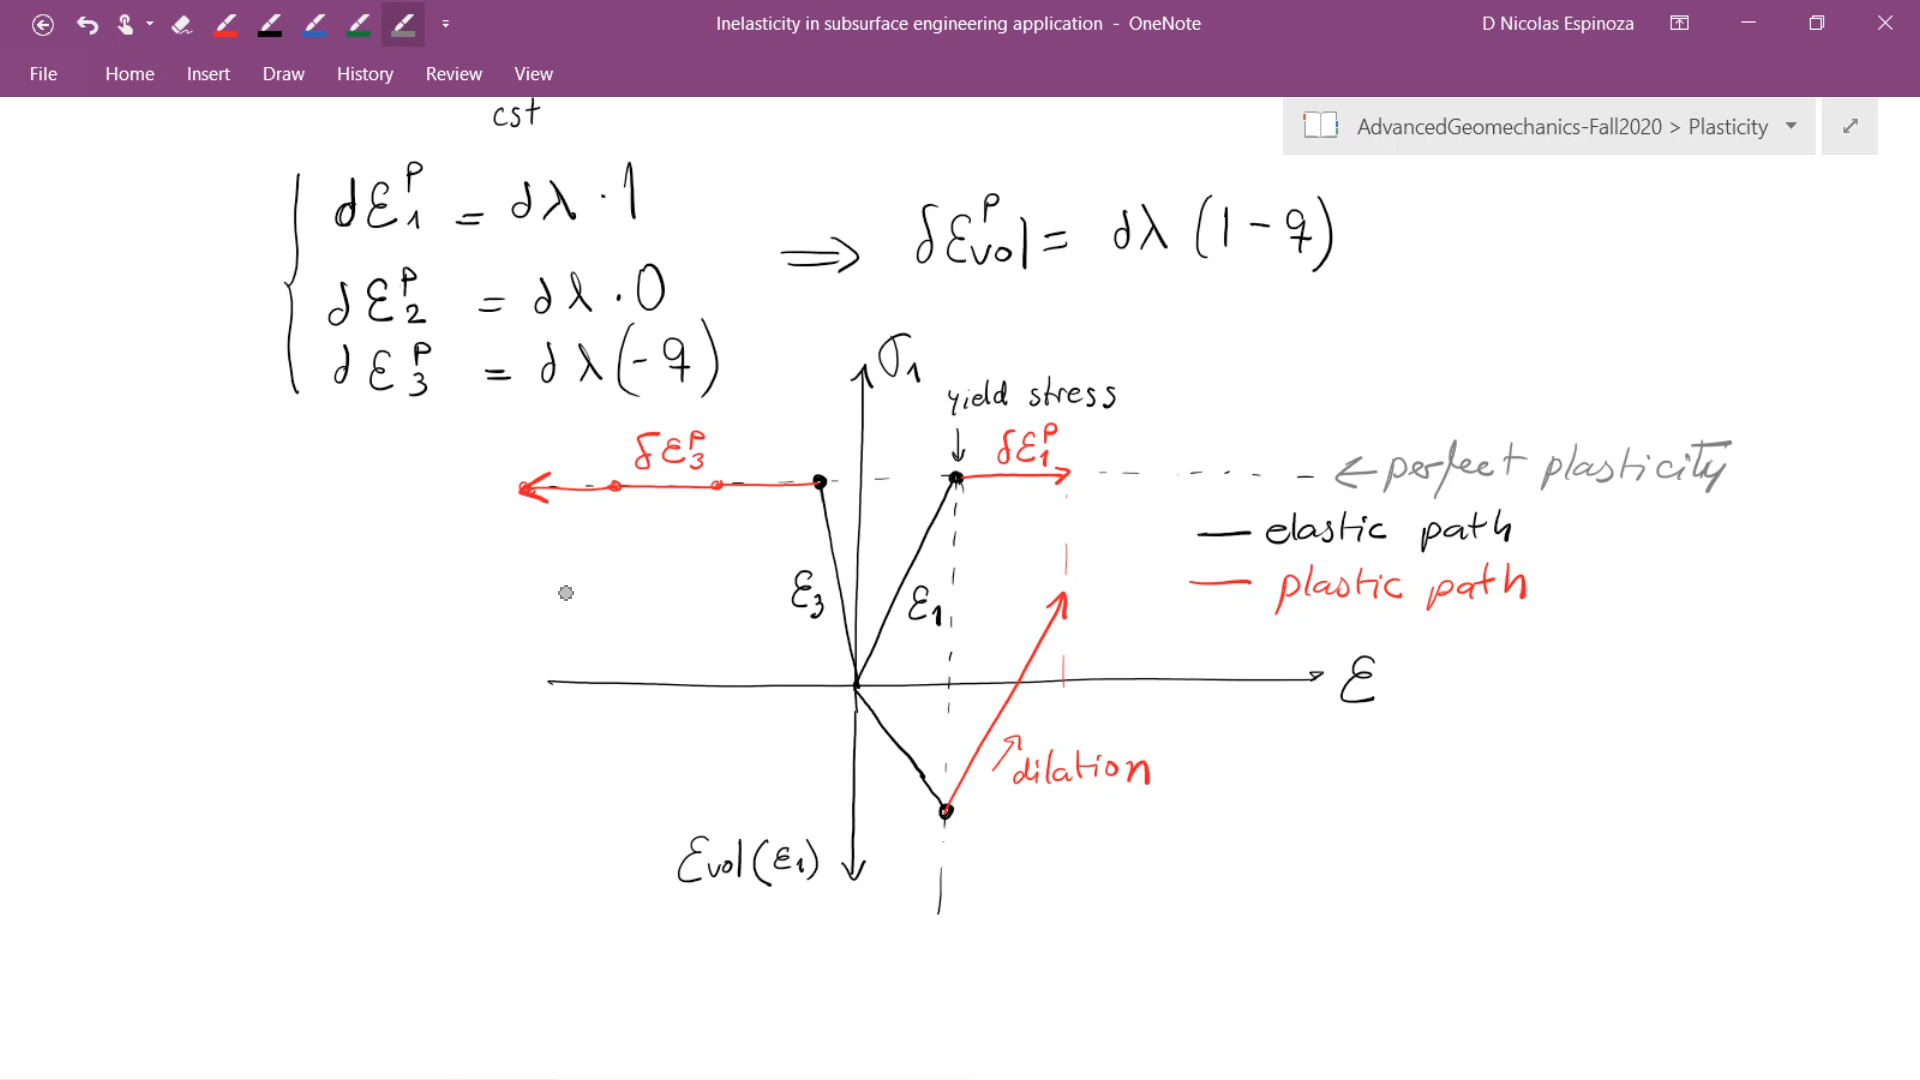 Inelasticity in subsurface engineering application - OneNote
D Nicolas Espinoza
File Home Insert Draw History Review View
AdvancedGeomechanics-Fall2020 > Plasticity
cst
dε₁ᵖ = dλ · 1
dε₂ᵖ = dλ · 0
dε₃ᵖ = dλ (-q)
⟹ δεᵖvol = dλ (1 - q)
σ₁
yield stress
δε₃ᵖ
δε₁ᵖ
← perfect plasticity
— elastic path
— plastic path
ε₃
ε₁
ε
dilation
εvol(ε₁)